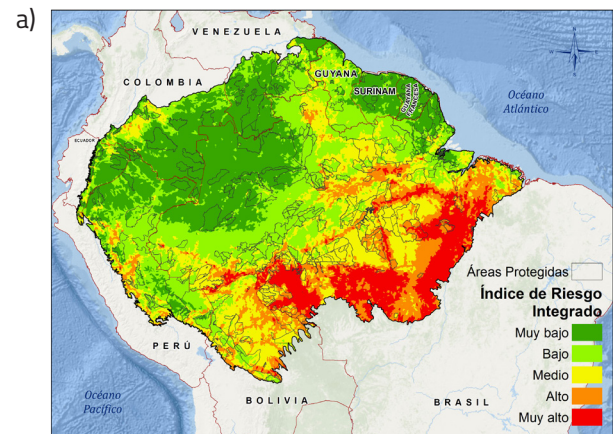 a)
VENEZUELA
COLOMBIA
GUYANA
SURINAM
GUAYANA
FRANCESA
ECUADOR
Océano
Atlántico
PERÚ
BOLIVIA
BRASIL
Océano
Pacífico
Áreas Protegidas
Índice de Riesgo
Integrado
Muy bajo
Bajo
Medio
Alto
Muy alto